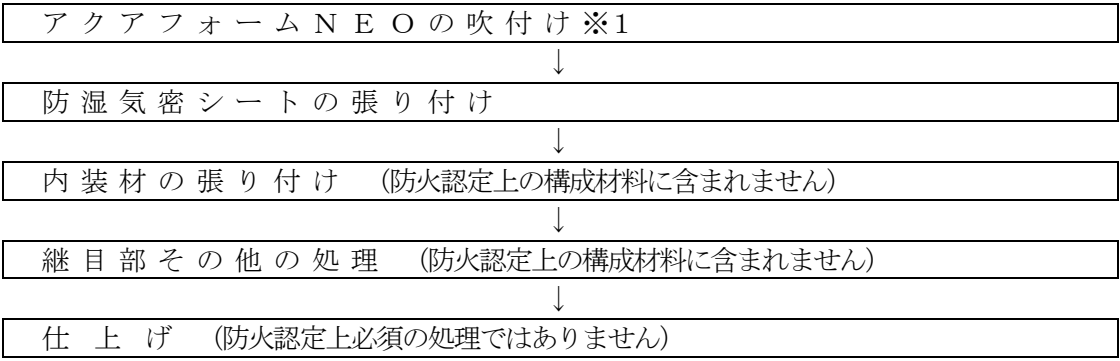 アクアフォームＮＥＯの吹付け※1
↓
防湿気密シートの張り付け
↓
内装材の張り付け (防火認定上の構成材料に含まれません)
↓
継目部その他の処理 (防火認定上の構成材料に含まれません)
↓
仕上げ (防火認定上必須の処理ではありません)